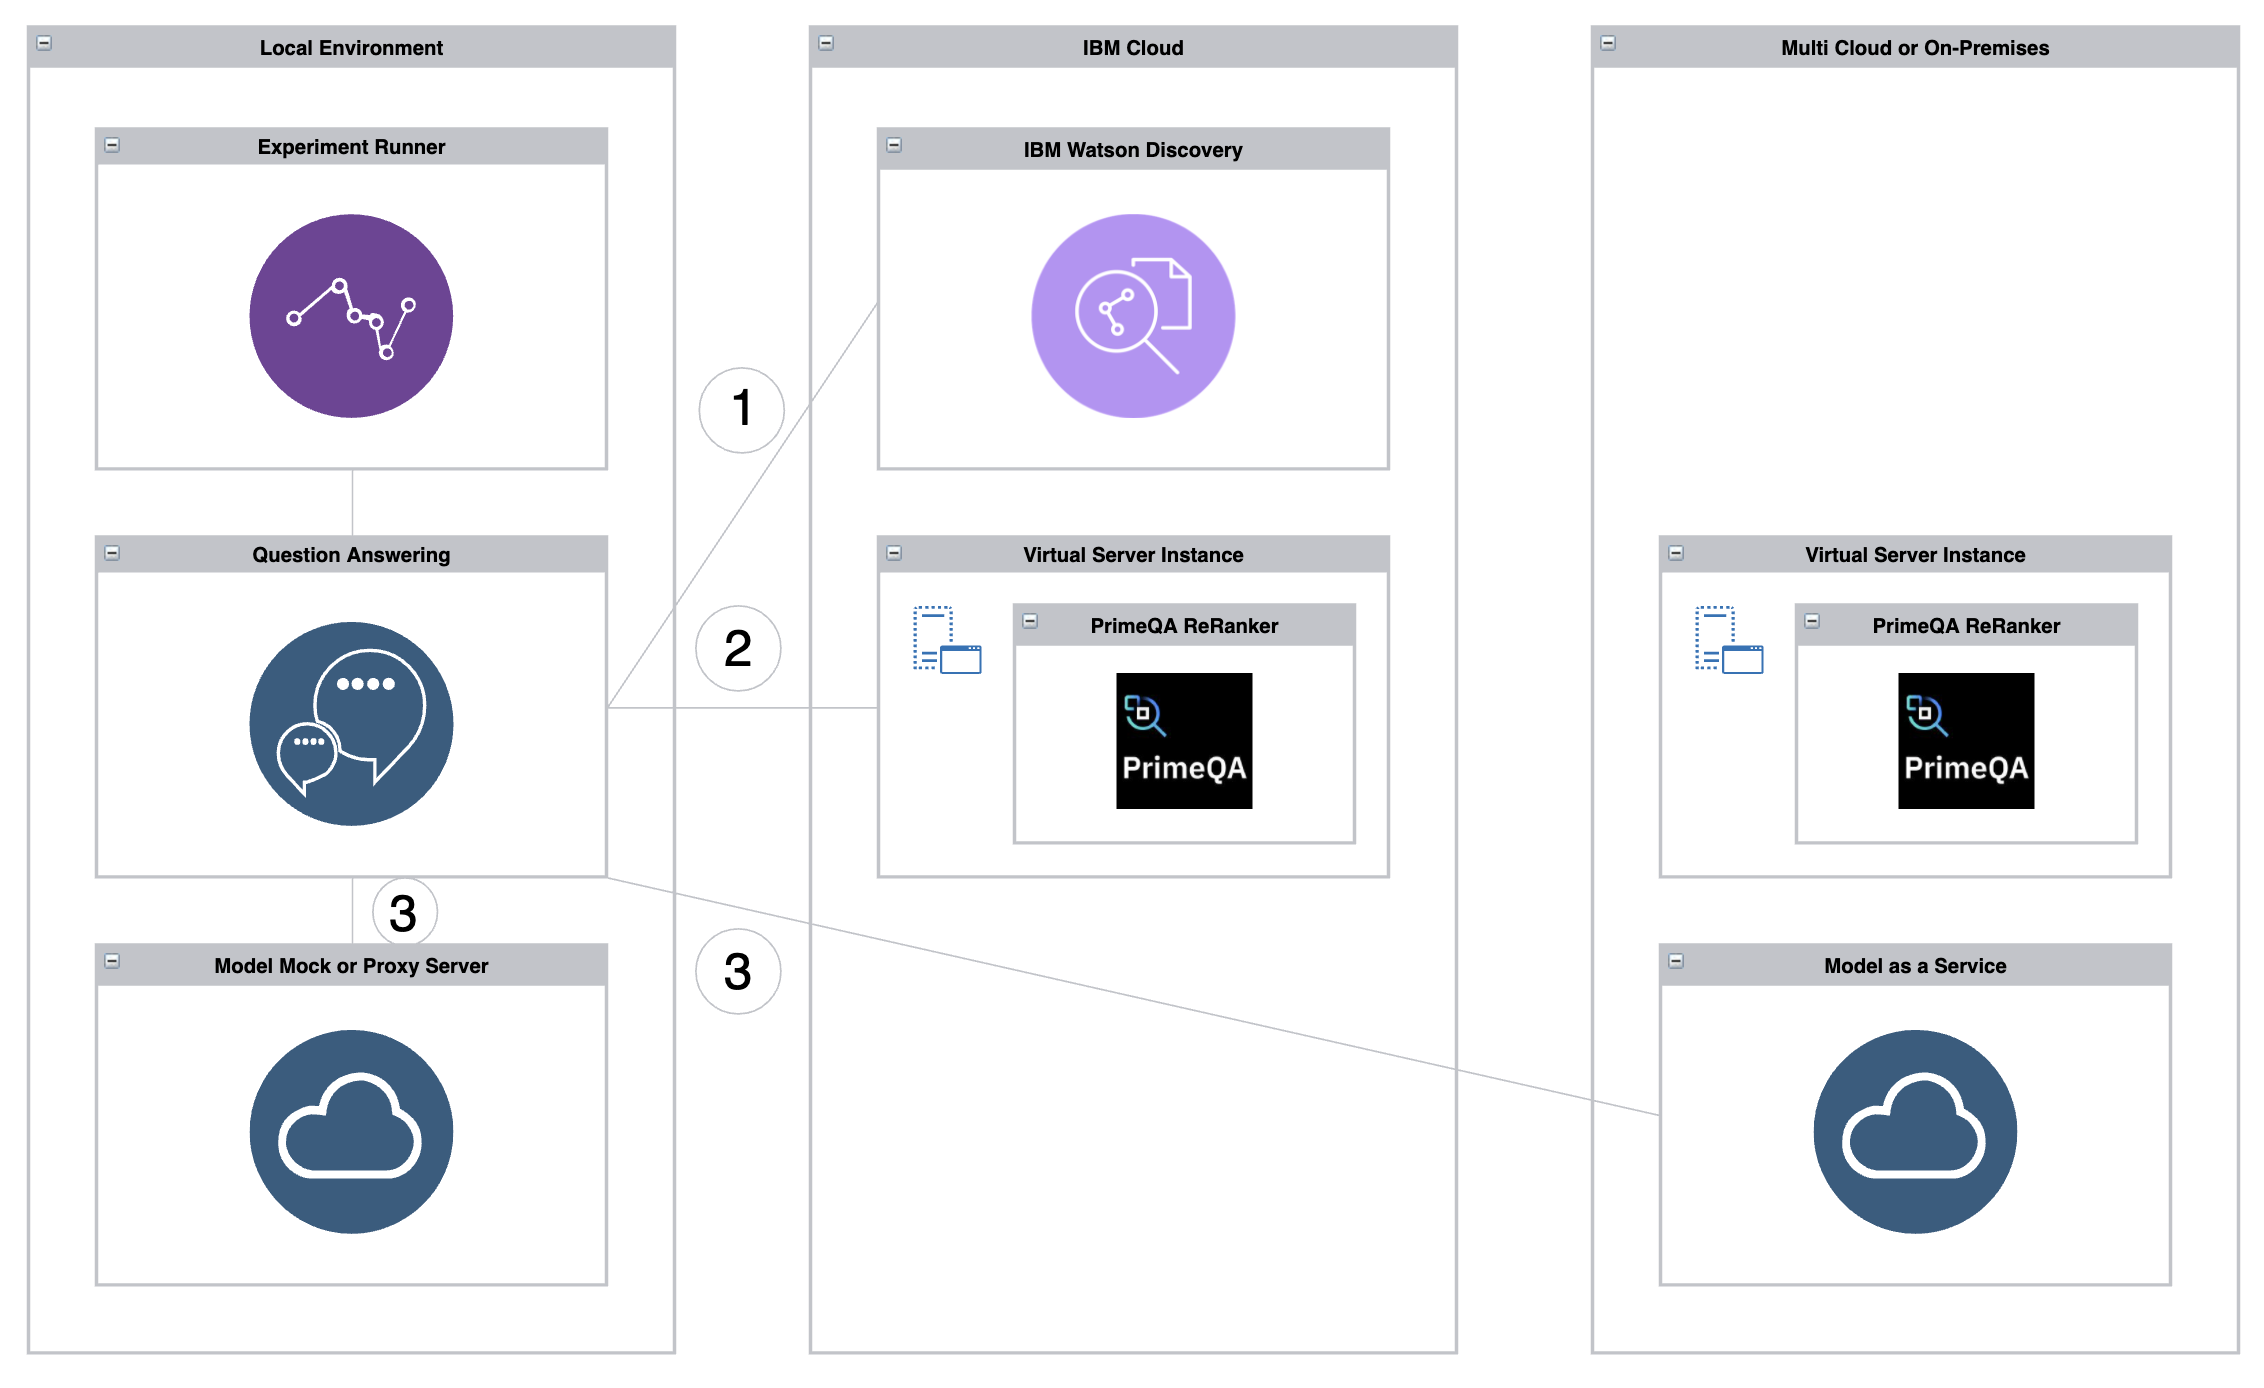 Local Environment
Experiment Runner
Question Answering
3
Model Mock or Proxy Server
1
2
3
IBM Cloud
IBM Watson Discovery
Virtual Server Instance
PrimeQA ReRanker
PrimeQA
Multi Cloud or On-Premises
Virtual Server Instance
PrimeQA ReRanker
PrimeQA
Model as a Service